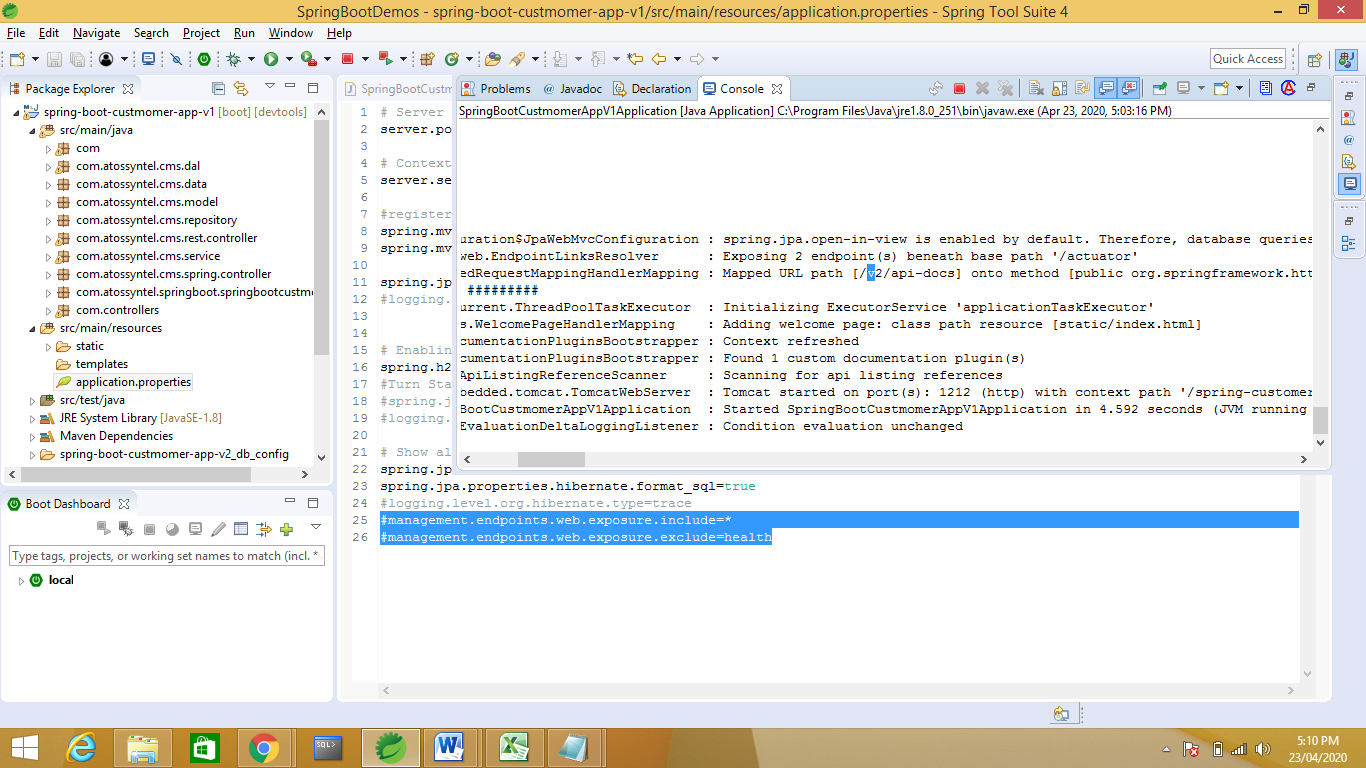 SpringBootDemos - spring-boot-custmomer-app-v1/src/main/resources/application.properties - Spring Tool Suite 4
File Edit Navigate Search Project Run Window Help
Quick Access
Package Explorer
spring-boot-custmomer-app-v1 [boot] [devtools]
src/main/java
com
com.atossyntel.cms.dal
com.atossyntel.cms.data
com.atossyntel.cms.model
com.atossyntel.cms.repository
com.atossyntel.cms.rest.controller
com.atossyntel.cms.service
com.atossyntel.cms.spring.controller
com.atossyntel.springboot.springbootcustm
com.controllers
src/main/resources
static
templates
application.properties
src/test/java
JRE System Library [JavaSE-1.8]
Maven Dependencies
spring-boot-custmomer-app-v2_db_config
Boot Dashboard
Type tags, projects, or working set names to match (incl. *
local
SpringBootCustm
1 # Server
2 server.po
3
4 # Context
5 server.se
6
7 #register
8 spring.mv
9 spring.mv
10
11 spring.jp
12 #logging.
13
14
15 # Enablin
16 spring.h2
17 #Turn Sta
18 #spring.j
19 #logging.
20
21 # Show al
22 spring.jp
23 spring.jpa.properties.hibernate.format_sql=true
24 #logging.level.org.hibernate.type=trace
25 #management.endpoints.web.exposure.include=*
26 #management.endpoints.web.exposure.exclude=health
Problems @ Javadoc Declaration Console
SpringBootCustmomerAppV1Application [Java Application] C:\Program Files\Java\jre1.8.0_251\bin\javaw.exe (Apr 23, 2020, 5:03:16 PM)
uration$JpaWebMvcConfiguration : spring.jpa.open-in-view is enabled by default. Therefore, database queries
web.EndpointLinksResolver : Exposing 2 endpoint(s) beneath base path '/actuator'
edRequestMappingHandlerMapping : Mapped URL path [/v2/api-docs] onto method [public org.springframework.htt
#########
urrent.ThreadPoolTaskExecutor : Initializing ExecutorService 'applicationTaskExecutor'
s.WelcomePageHandlerMapping : Adding welcome page: class path resource [static/index.html]
cumentationPluginsBootstrapper : Context refreshed
cumentationPluginsBootstrapper : Found 1 custom documentation plugin(s)
ApiListingReferenceScanner : Scanning for api listing references
bedded.tomcat.TomcatWebServer : Tomcat started on port(s): 1212 (http) with context path '/spring-customer
BootCustmomerAppV1Application : Started SpringBootCustmomerAppV1Application in 4.592 seconds (JVM running
EvaluationDeltaLoggingListener : Condition evaluation unchanged
SQL>
5:10 PM
23/04/2020